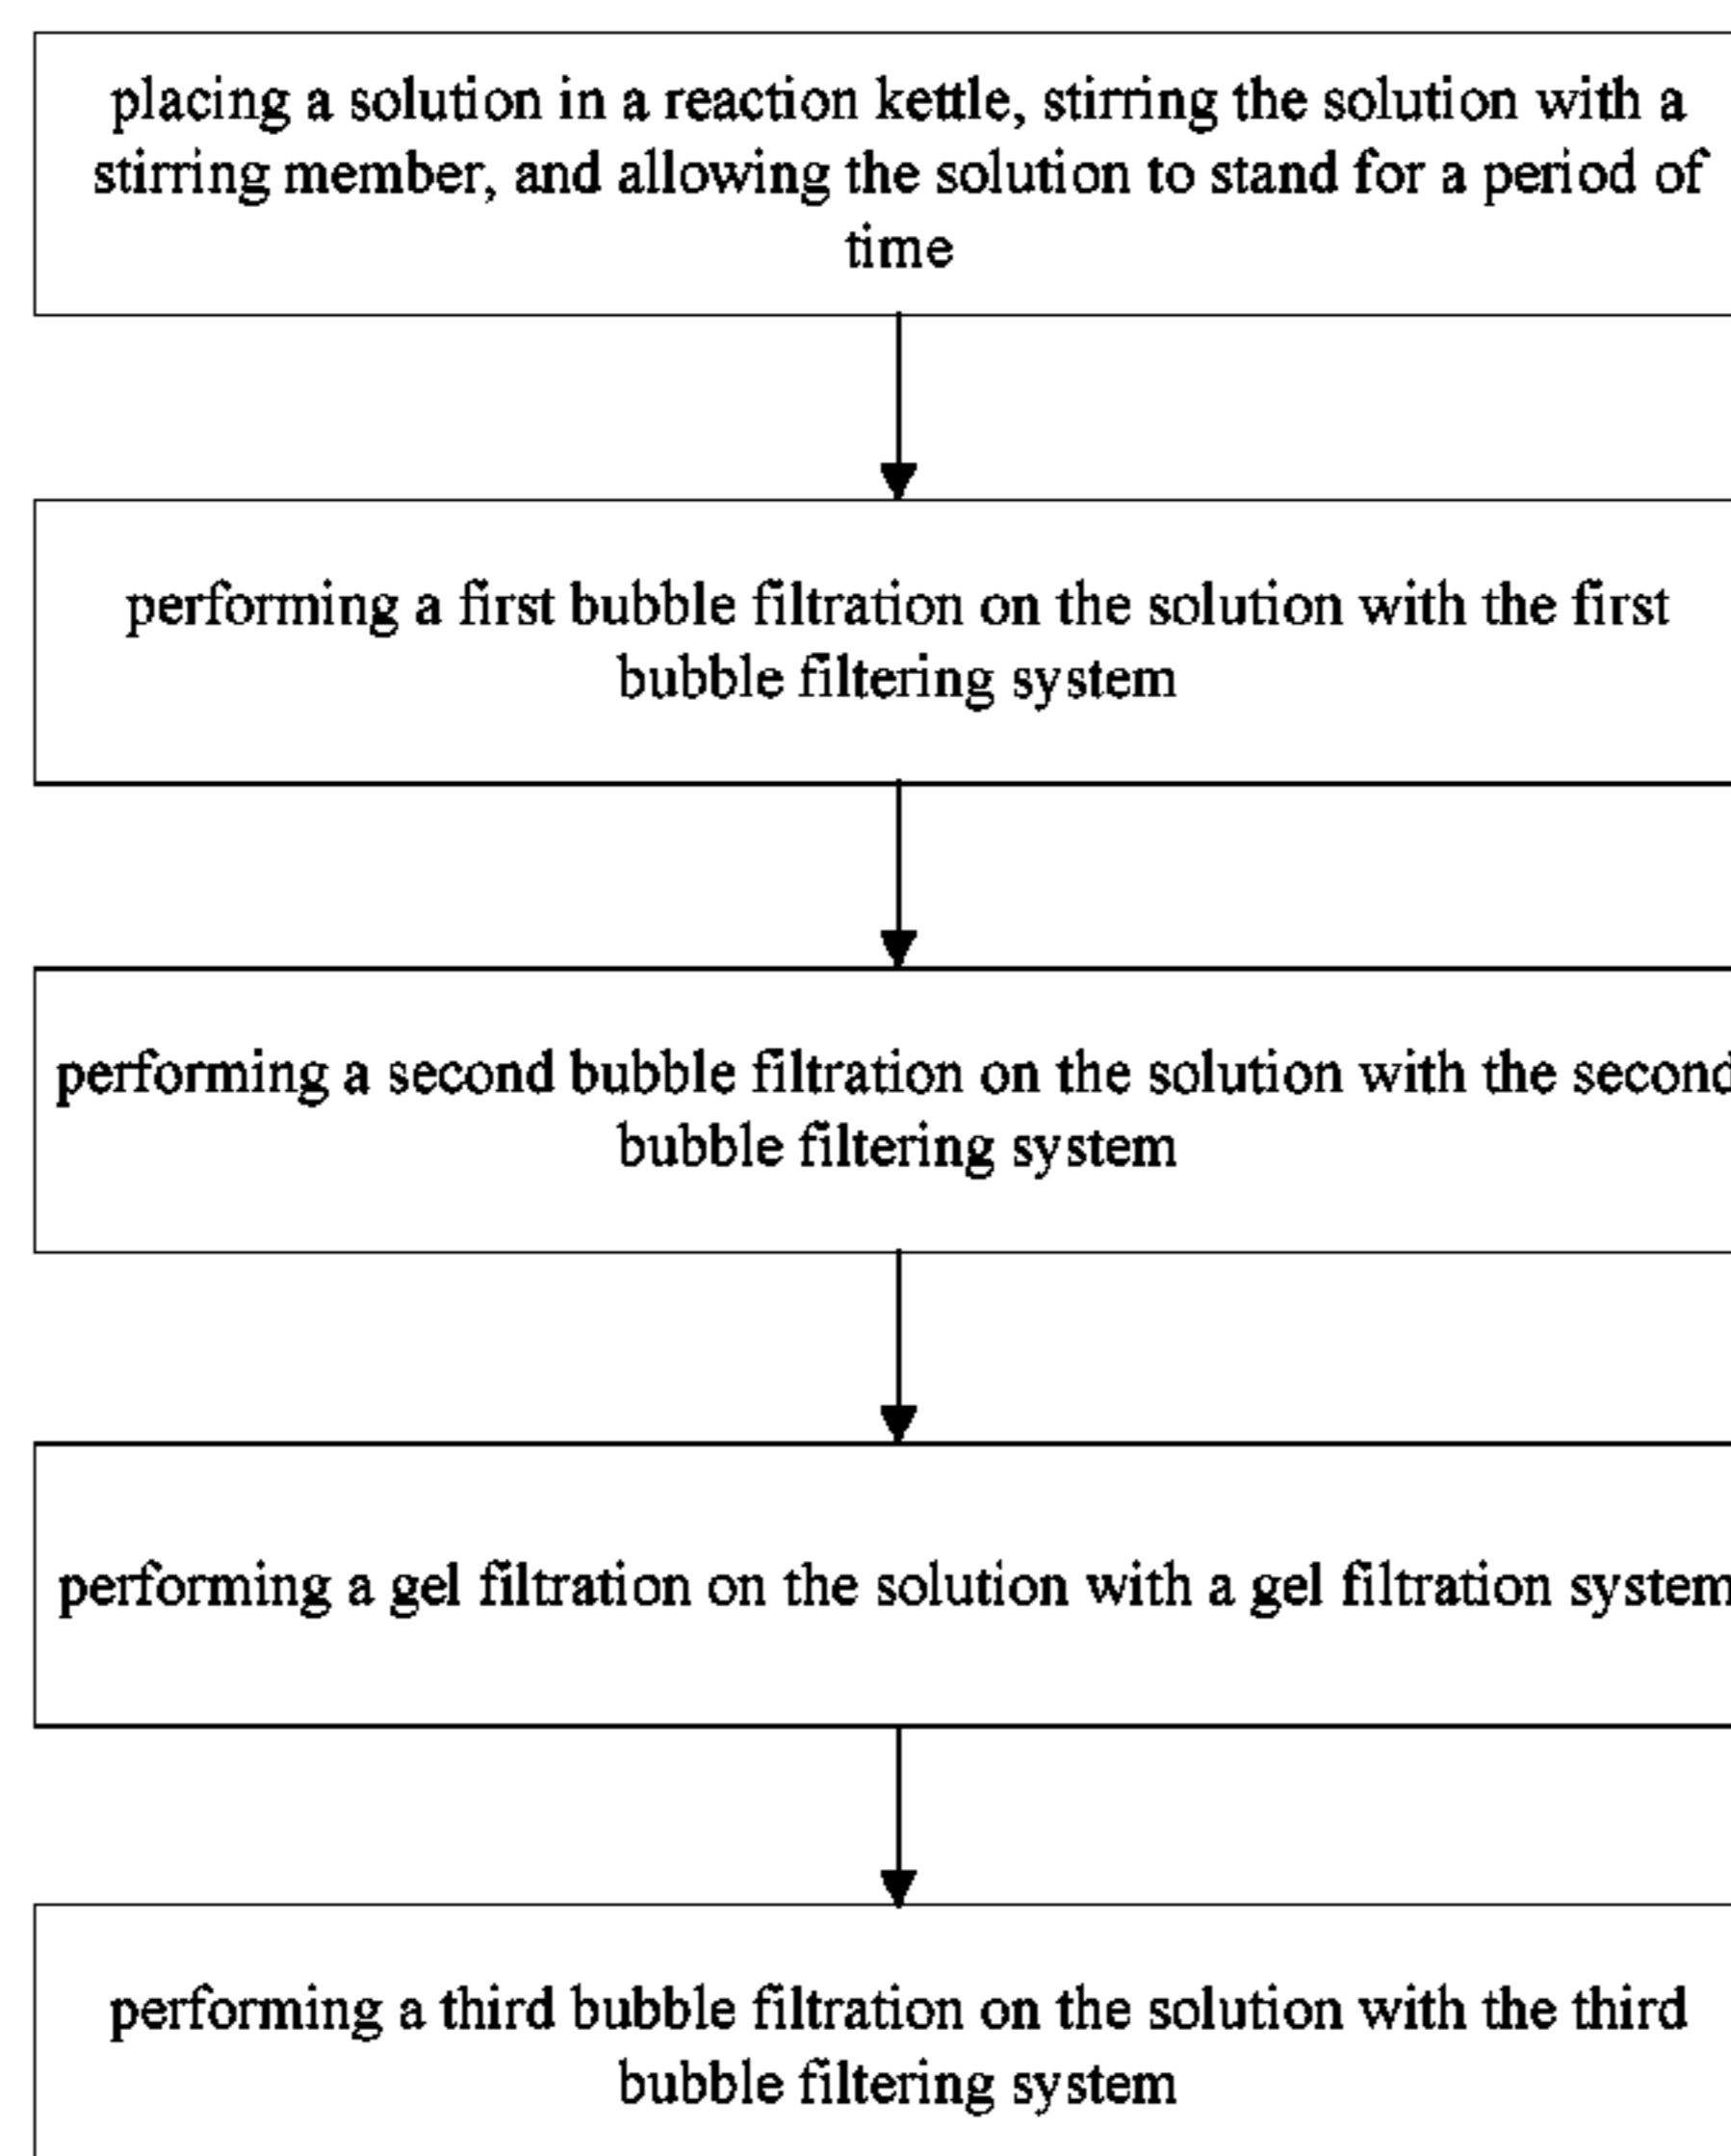 placing a solution in a reaction kettle, stirring the solution with a
stirring member, and allowing the solution to stand for a period of
time
performing a first bubble filtration on the solution with the first
bubble filtering system
performing a second bubble filtration on the solution with the second
bubble filtering system
performing a gel filtration on the solution with a gel filtration system
performing a third bubble filtration on the solution with the third
bubble filtering system